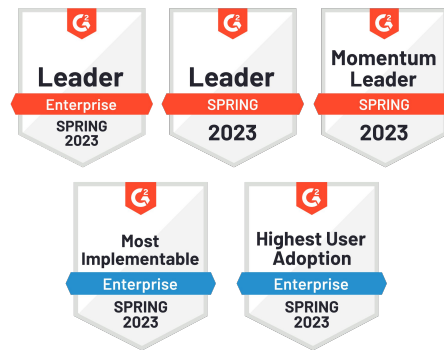 G2
Leader
Enterprise
SPRING
2023
G2
Leader
SPRING
2023
G2
Momentum
Leader
SPRING
2023
G2
Most
Implementable
Enterprise
SPRING
2023
G2
Highest User
Adoption
Enterprise
SPRING
2023